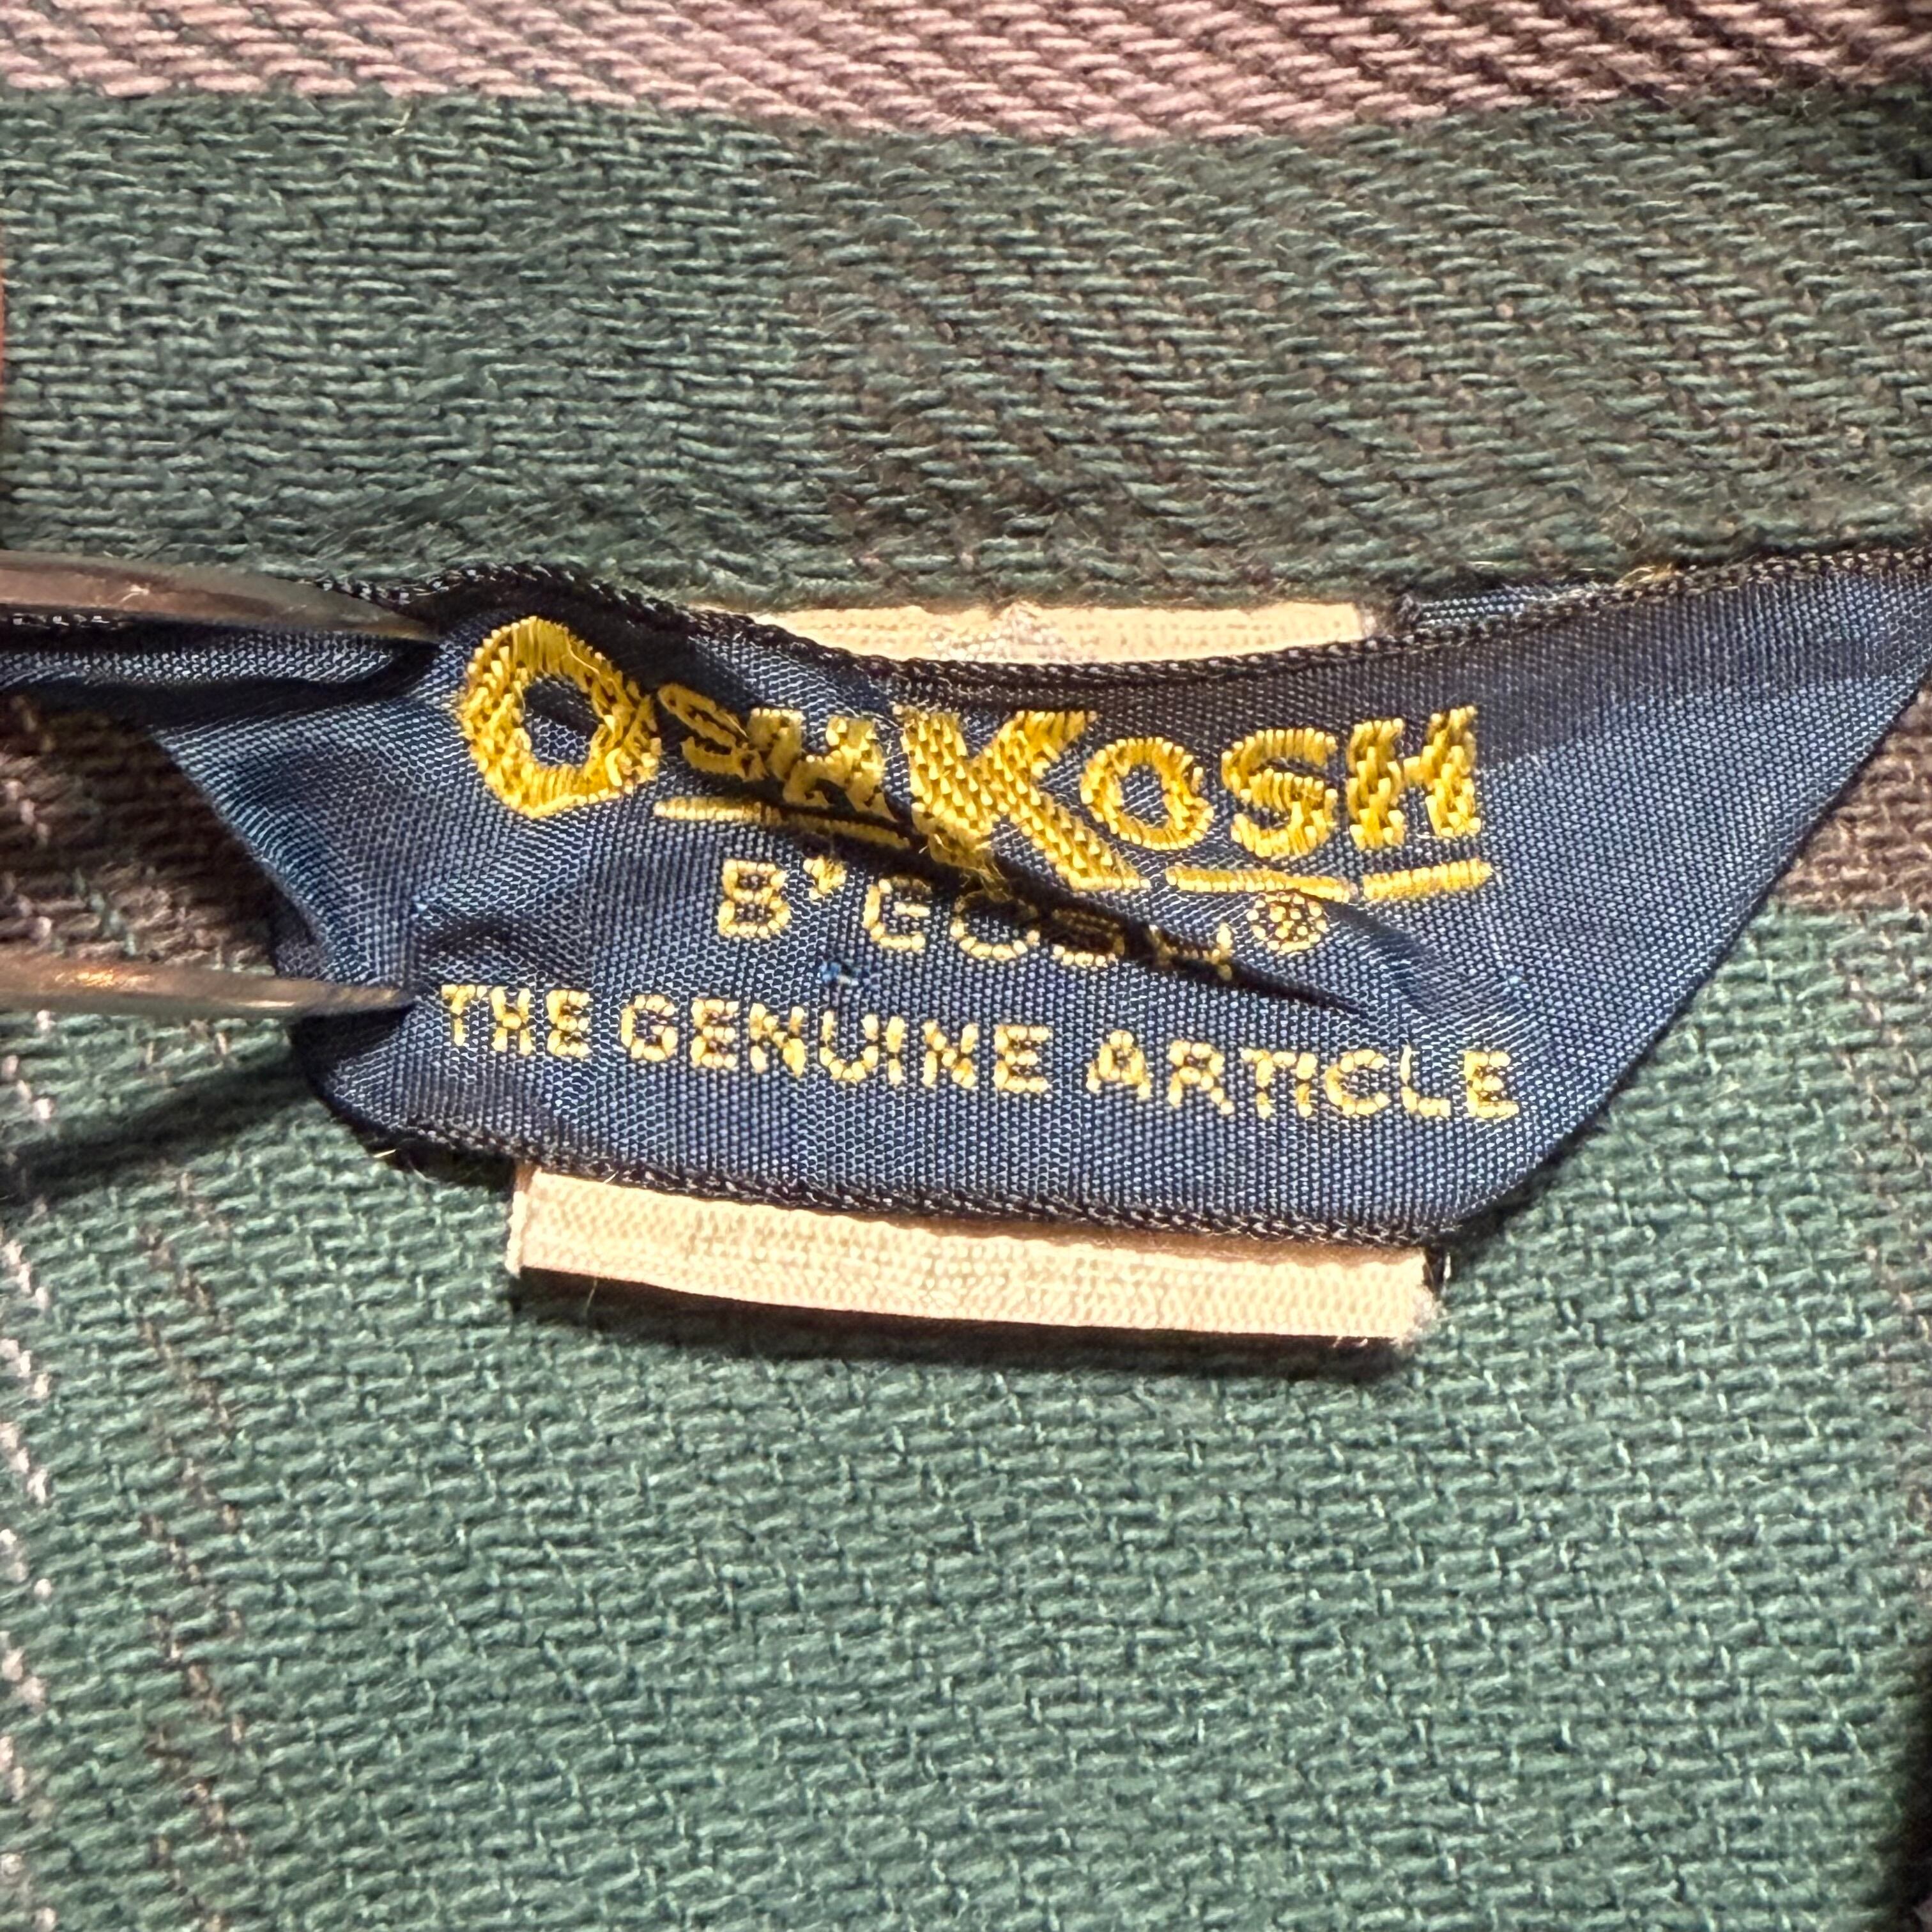 OshKosh
B'GOSH®
THE GENUINE ARTICLE